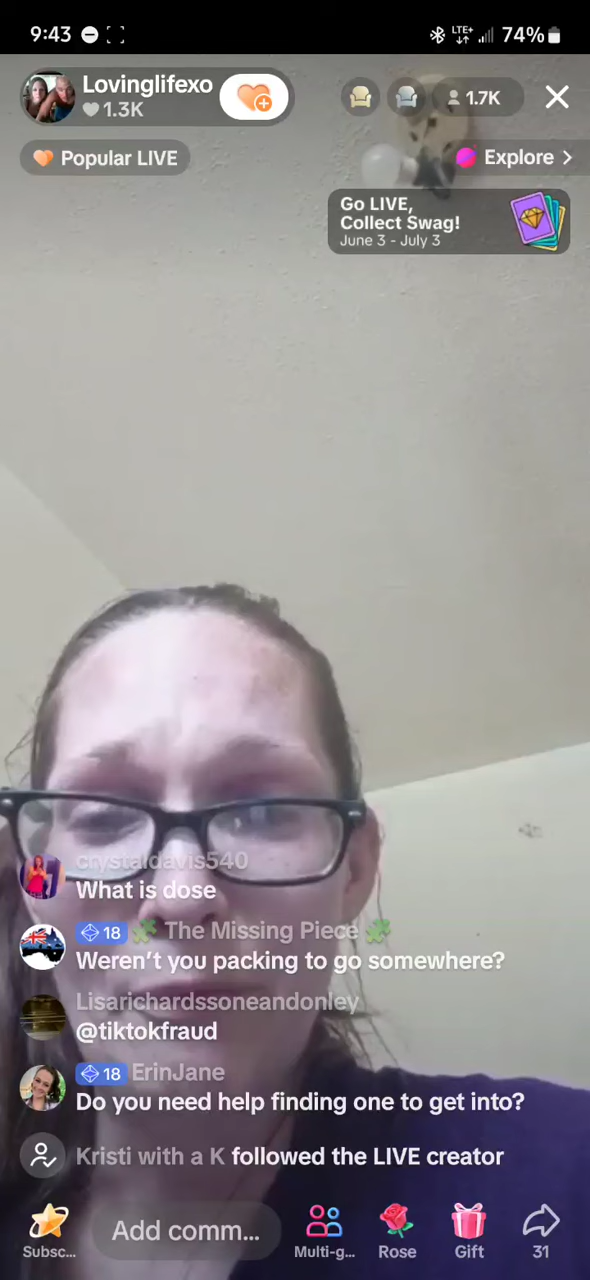 9:43
LTE+
74%
Lovinglifexo
1.3K
1.7K
Popular LIVE
Explore
Go LIVE,
Collect Swag!
June 3 - July 3
crystaldavis540
What is dose
18 The Missing Piece
Weren't you packing to go somewhere?
Lisarichardssoneandonley
@tiktokfraud
18 ErinJane
Do you need help finding one to get into?
Kristi with a K followed the LIVE creator
Add comm...
Subsc...
Multi-g...
Rose
Gift
31